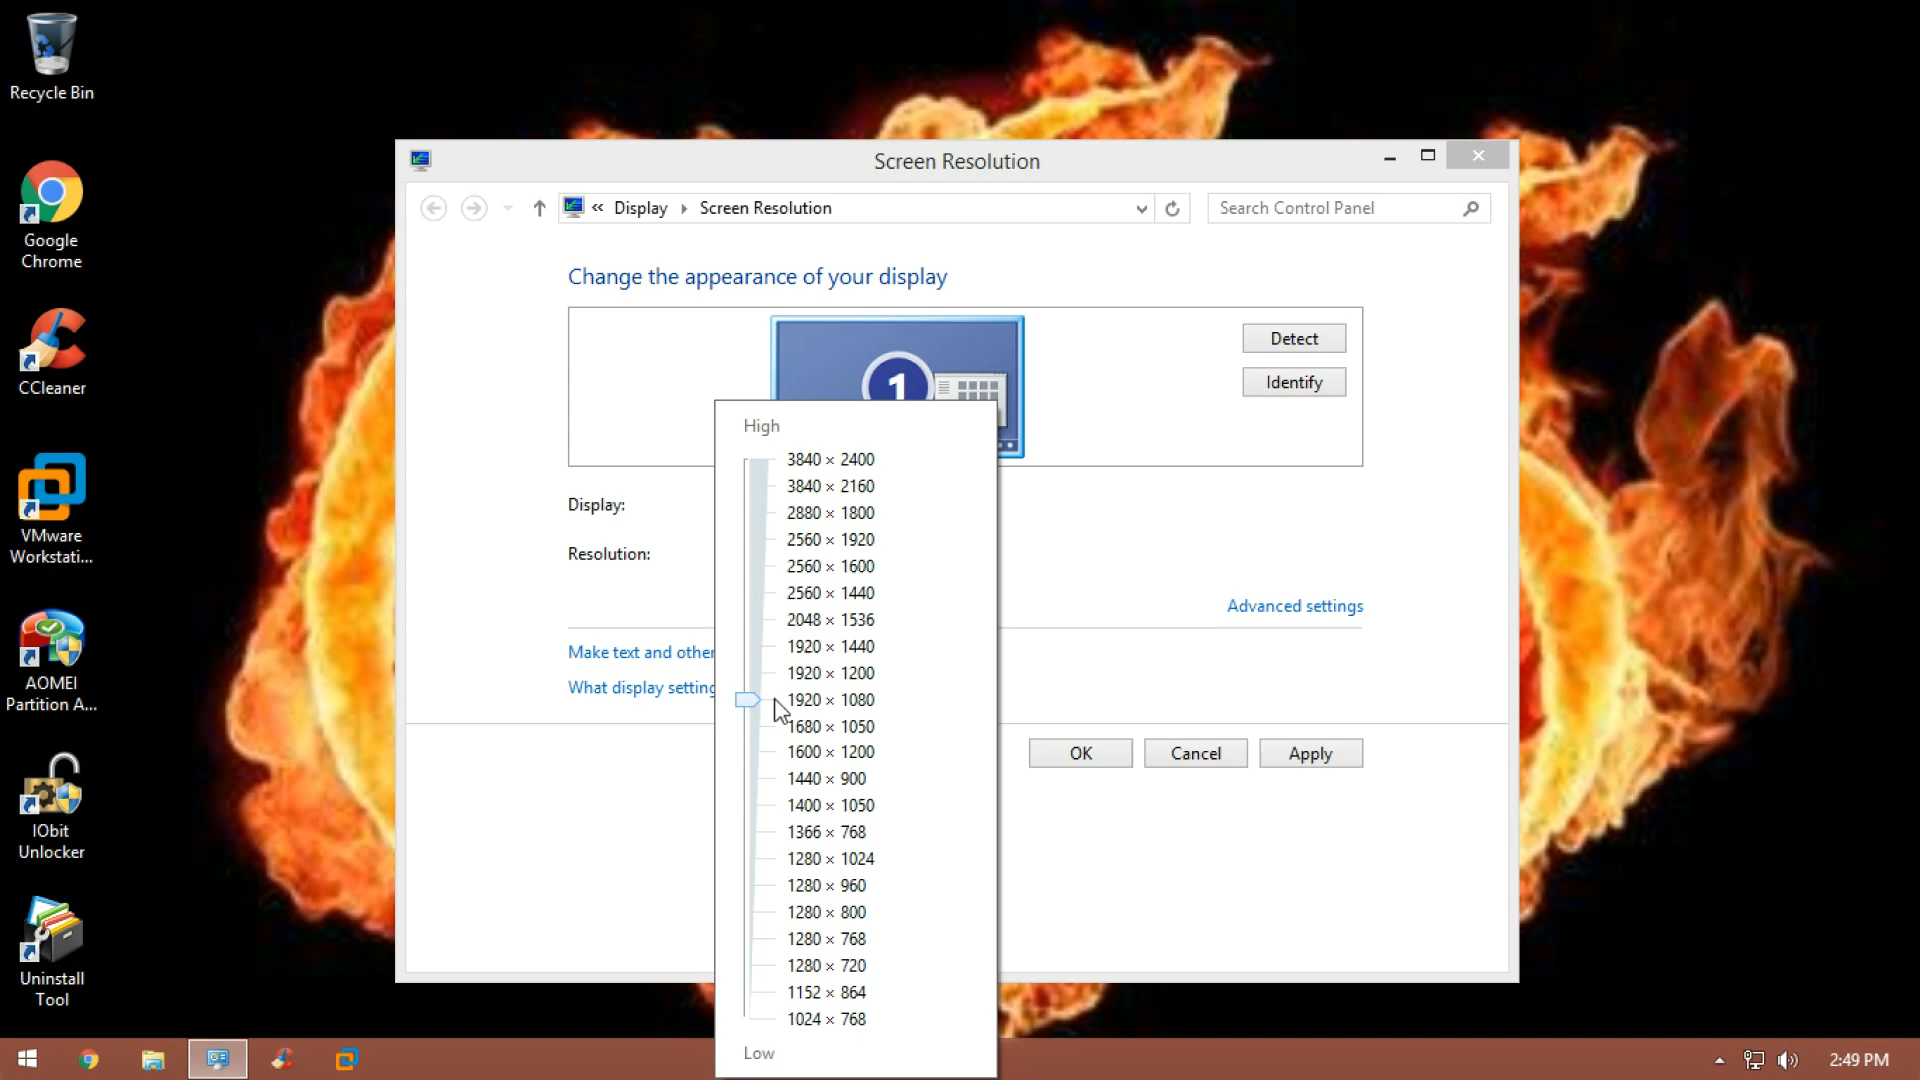 Recycle Bin
Google
Chrome
CCleaner
VMware
Workstati...
AOMEI
Partition A...
IObit
Unlocker
Uninstall
Tool
Screen Resolution
« Display Screen Resolution
Search Control Panel
Change the appearance of your display
1
Detect
Identify
Display:
Resolution:
Advanced settings
Make text and other
What display setting
OK
Cancel
Apply
High
3840 × 2400
3840 × 2160
2880 × 1800
2560 × 1920
2560 × 1600
2560 × 1440
2048 × 1536
1920 × 1440
1920 × 1200
1920 × 1080
1680 × 1050
1600 × 1200
1440 × 900
1400 × 1050
1366 × 768
1280 × 1024
1280 × 960
1280 × 800
1280 × 768
1280 × 720
1152 × 864
1024 × 768
Low
2:49 PM